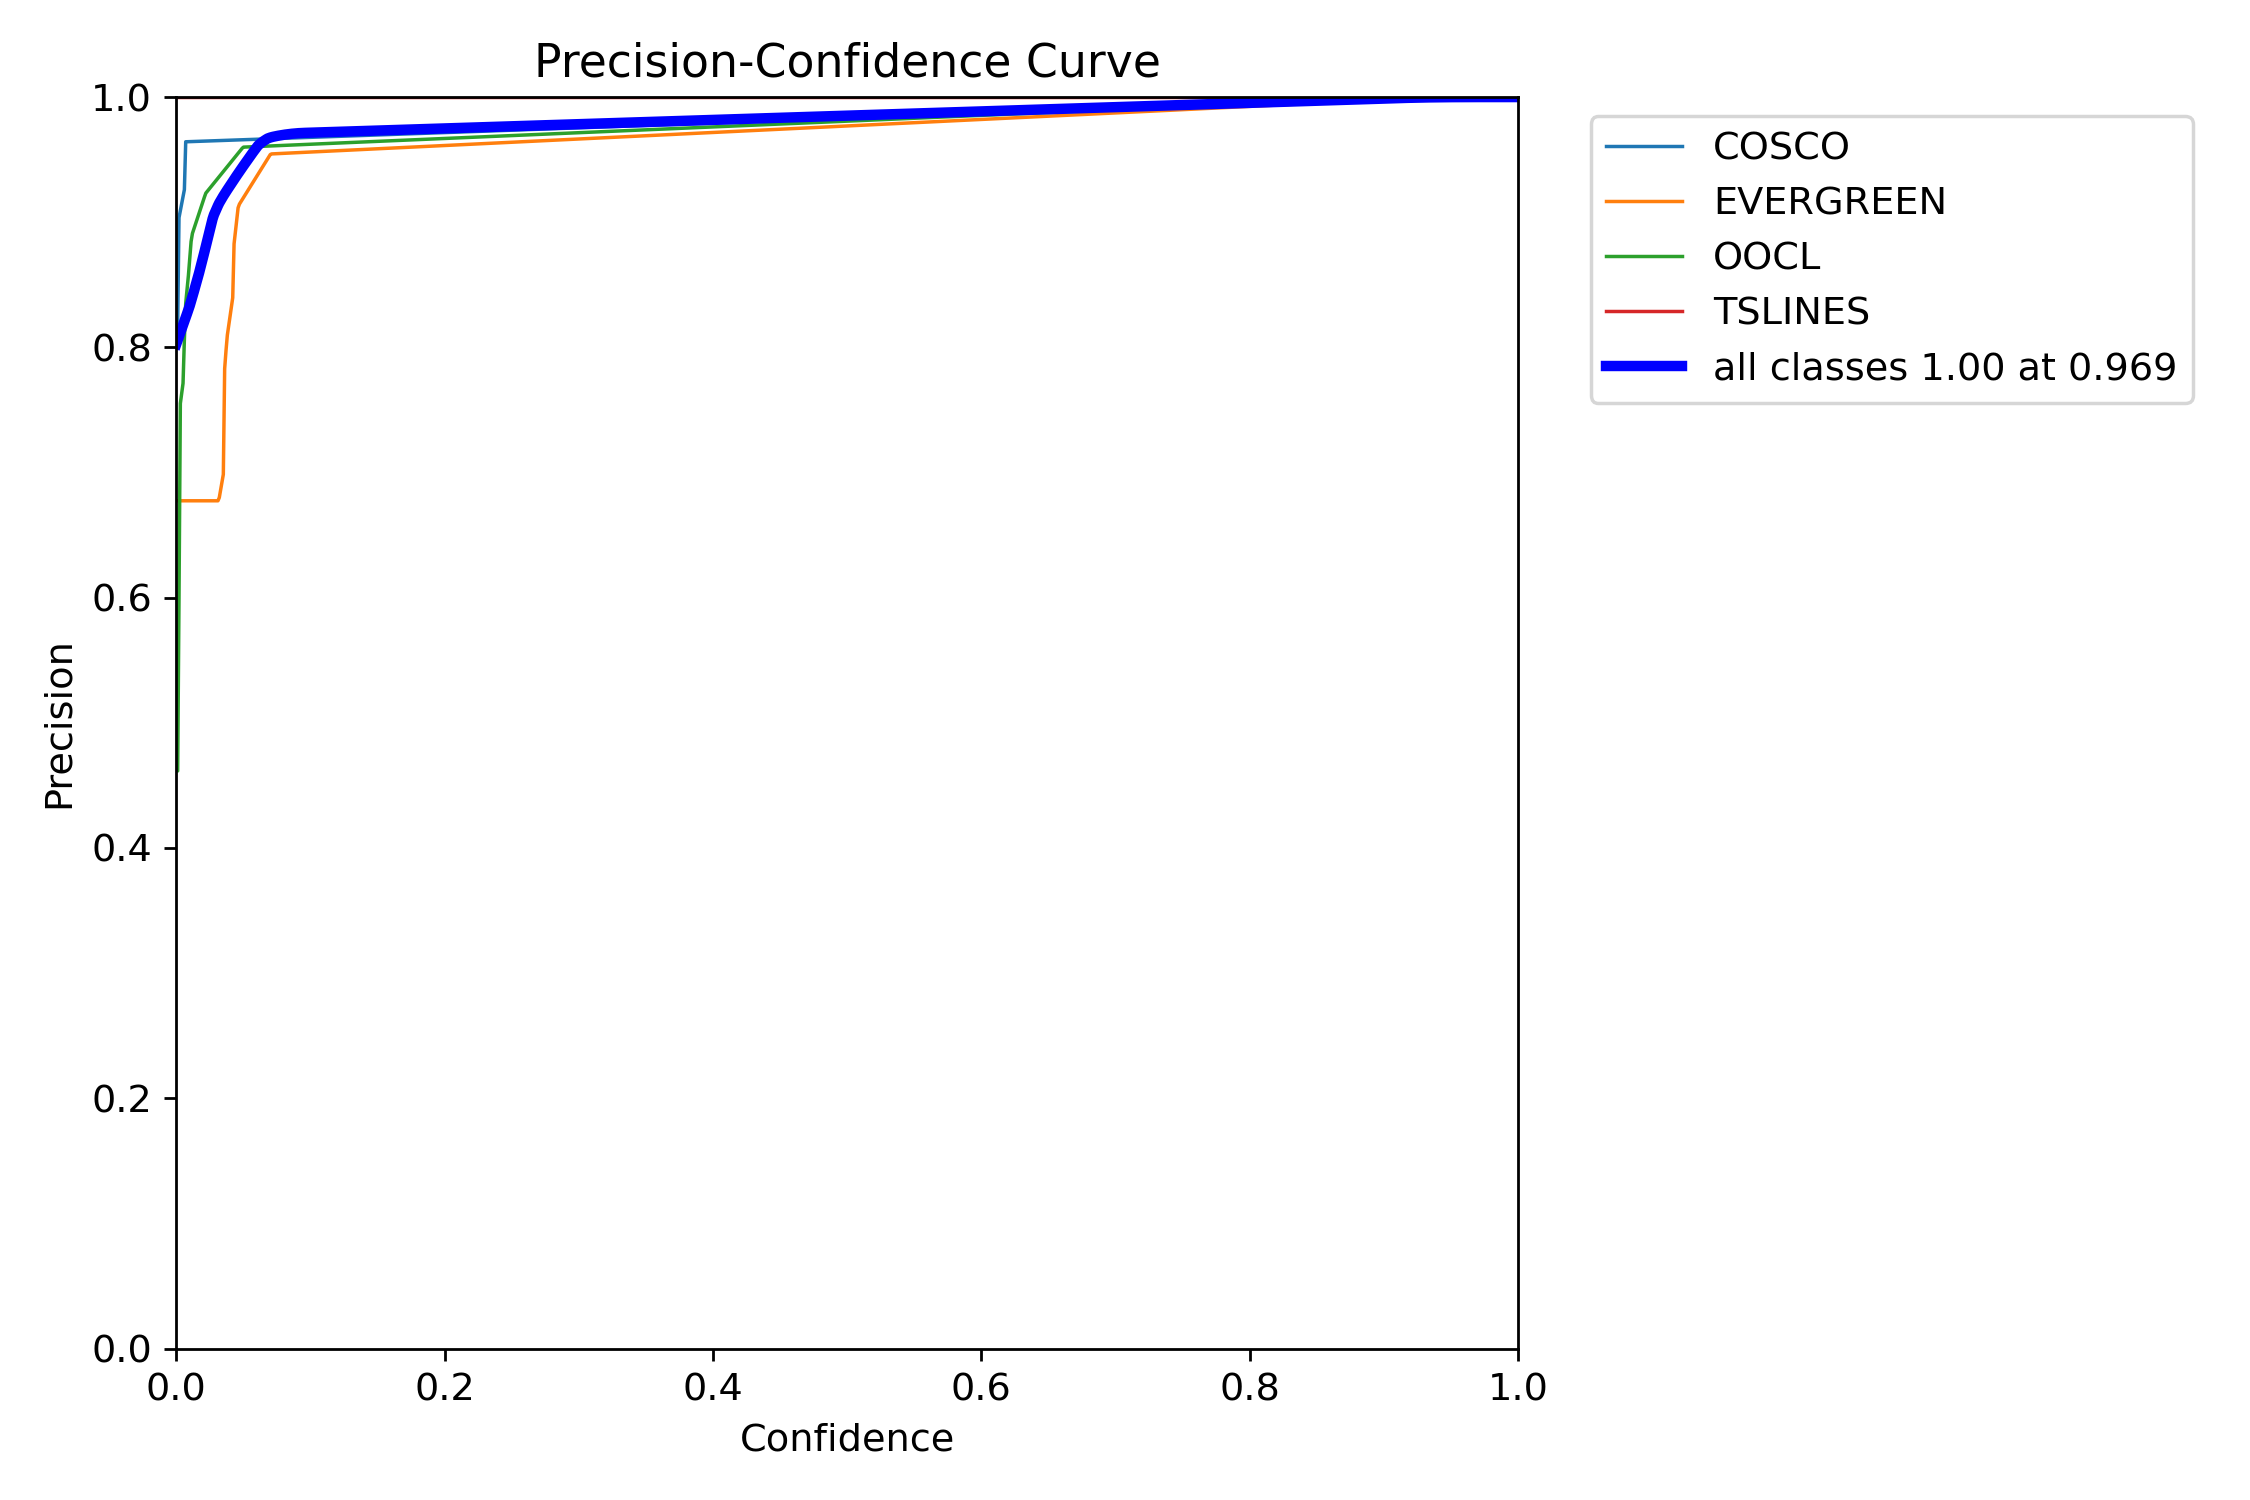 Precision-Confidence Curve
1.0
0.8
0.6
0.4
0.2
0.0
Precision
0.0 0.2 0.4 0.6 0.8 1.0
Confidence
COSCO
EVERGREEN
OOCL
TSLINES
all classes 1.00 at 0.969